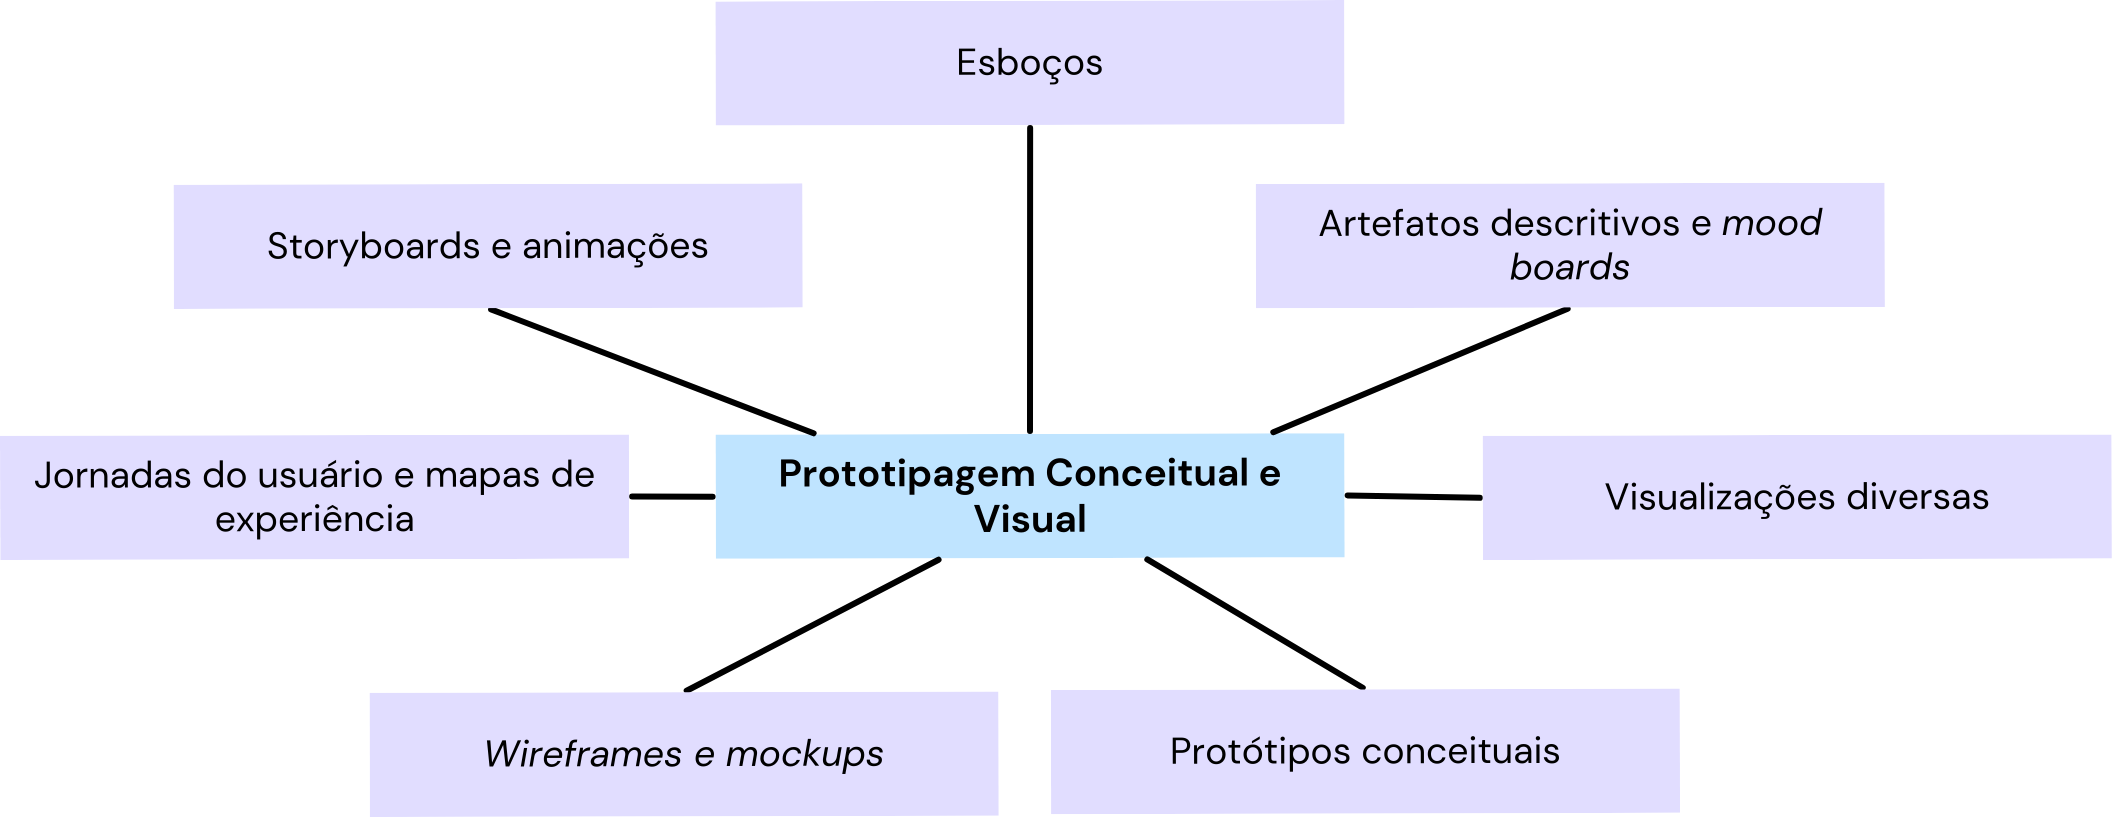 Esboços
Storyboards e animações
Artefatos descritivos e mood
boards
Jornadas do usuário e mapas de
experiência
Prototipagem Conceitual e
Visual
Visualizações diversas
Wireframes e mockups
Protótipos conceituais